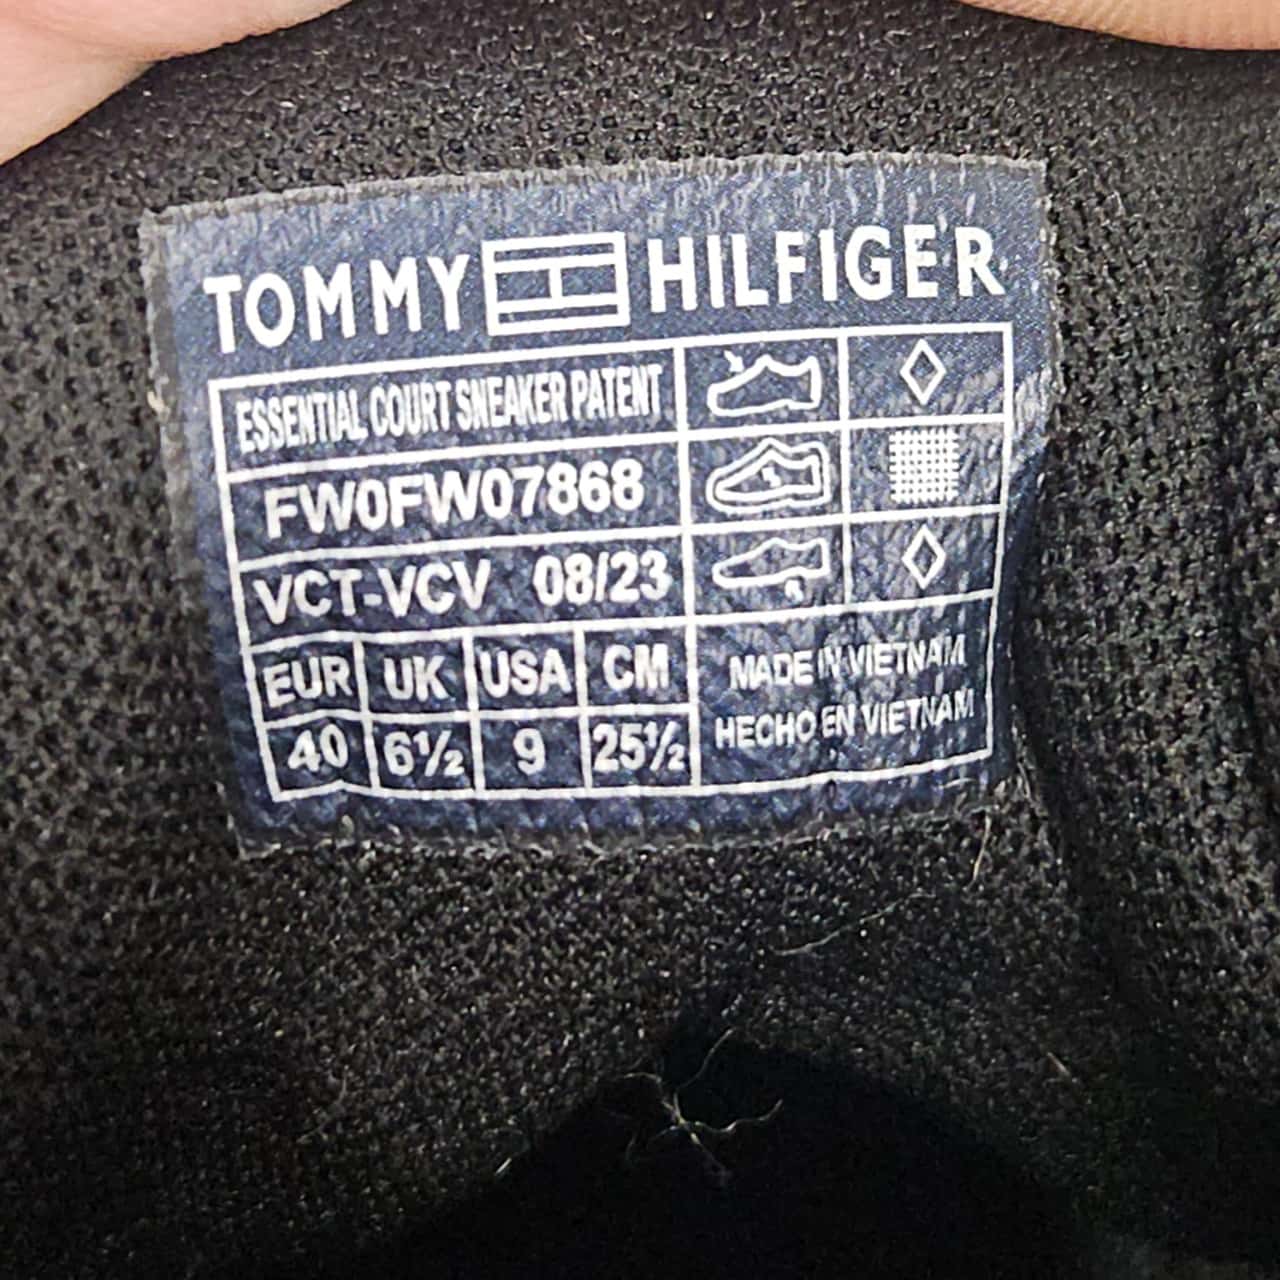 TOMMY HILFIGER
ESSENTIAL COURT SNEAKER PATENT
FW0FW07868
VCT-VCV 08/23
EUR UK USA CM
40 6½ 9 25½
MADE IN VIETNAM
HECHO EN VIETNAM